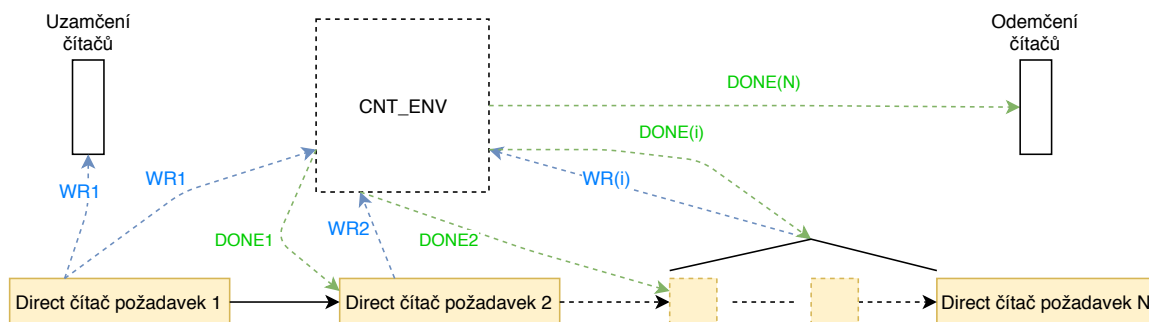 Uzamčení
čítačů
Odemčení
čítačů
CNT_ENV
DONE(N)
DONE(i)
WR1
WR1
WR(i)
DONE1
WR2
DONE2
Direct čítač požadavek 1
Direct čítač požadavek 2
Direct čítač požadavek N